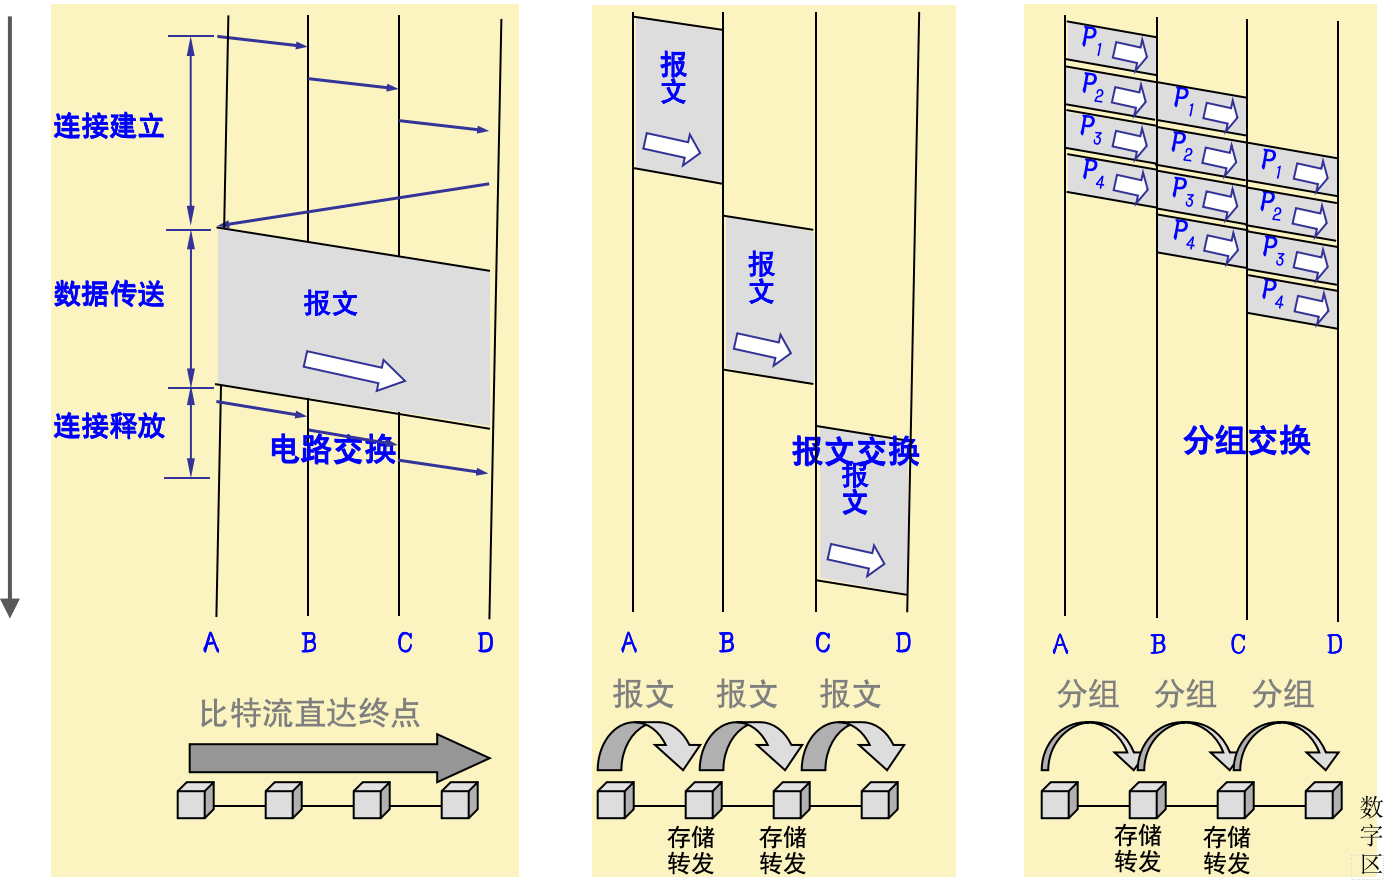 连接建立
数据传送
报文
连接释放
电路交换
A B C D
比特流直达终点
报
文
报
文
报文交换
报
文
A B C D
报文 报文 报文
存储
转发
存储
转发
P1
P2
P3
P4
P1
P2
P3
P4
P1
P2
P3
P4
分组交换
A B C D
分组 分组 分组
存储
转发
存储
转发
数
字
区